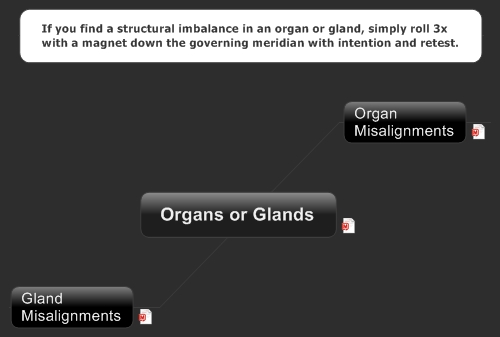 If you find a structural imbalance in an organ or gland, simply roll 3x
with a magnet down the governing meridian with intention and retest.
Organ
Misalignments
Organs or Glands
Gland
Misalignments